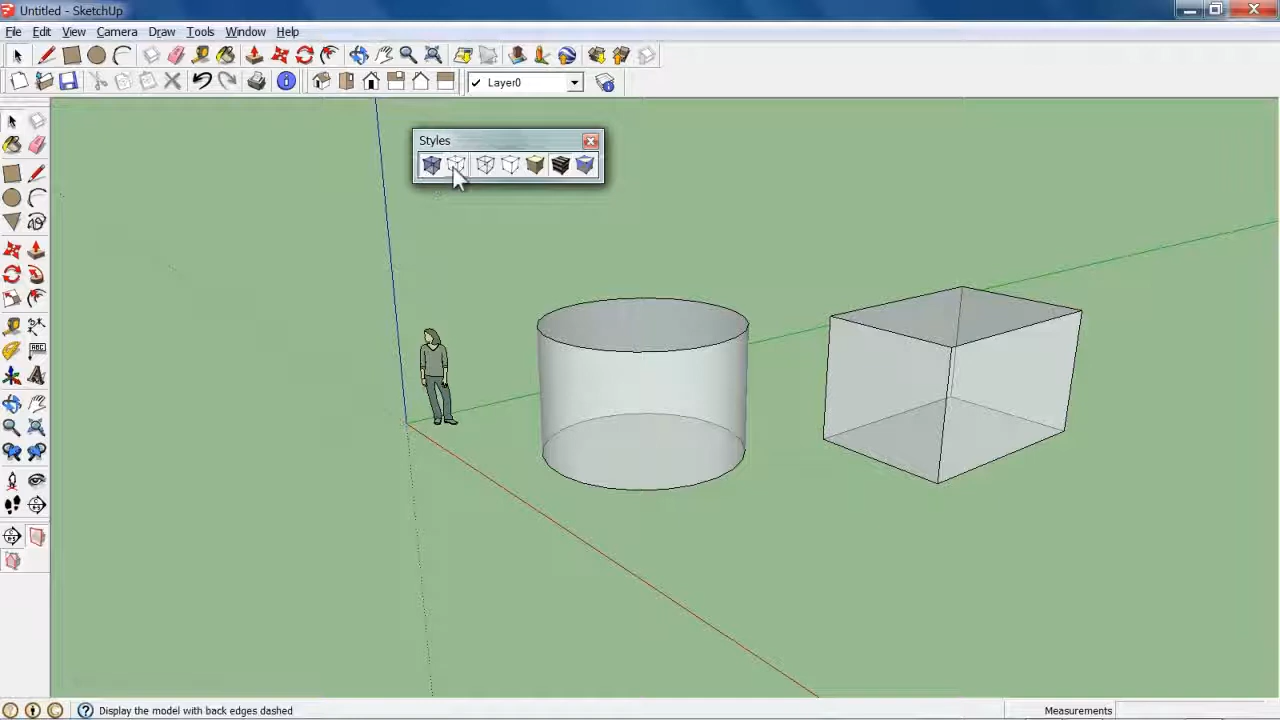 Untitled - SketchUp
File Edit View Camera Draw Tools Window Help
Layer0
Styles
ABC
Display the model with back edges dashed
Measurements